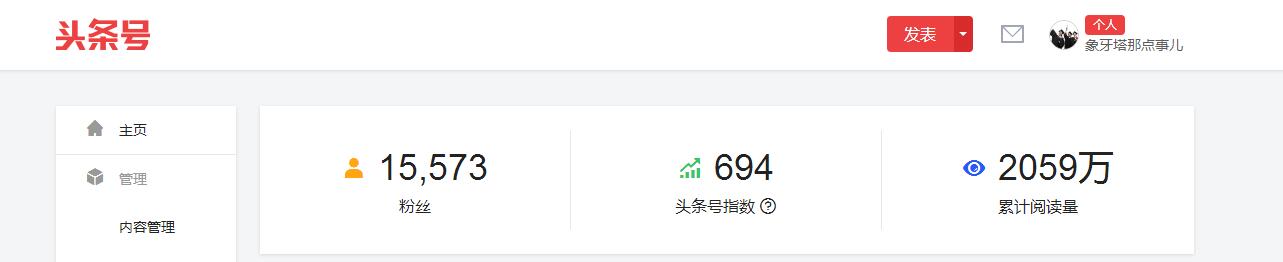 头条号
发表
个人
象牙塔那点事儿
主页
管理
内容管理
15,573
粉丝
694
头条号指数 ?
2059万
累计阅读量